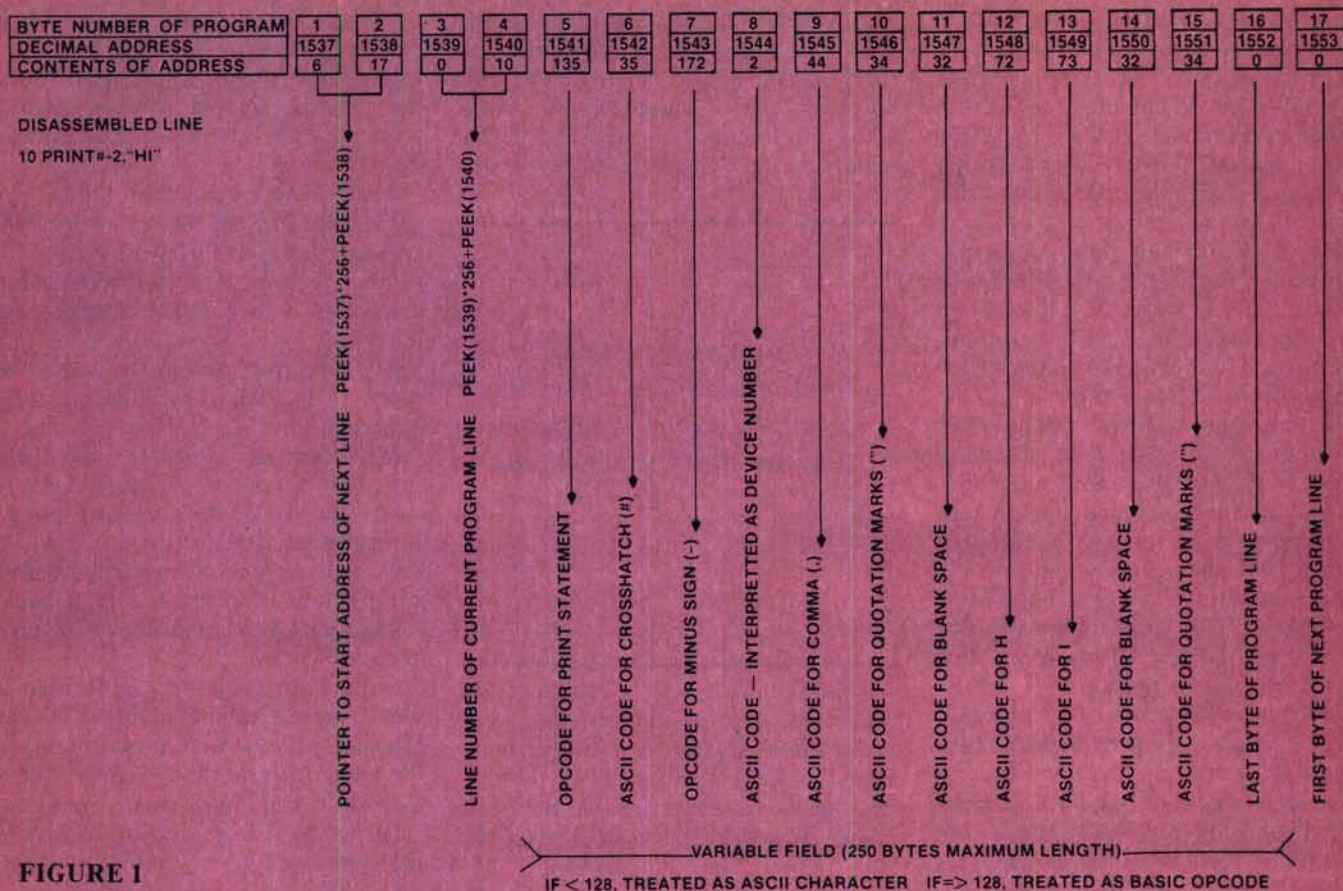 BYTE NUMBER OF PROGRAM 1 2 3 4 5 6 7 8 9 10 11 12 13 14 15 16 17
DECIMAL ADDRESS 1537 1538 1539 1540 1541 1542 1543 1544 1545 1546 1547 1548 1549 1550 1551 1552 1553
CONTENTS OF ADDRESS 6 17 0 10 135 35 172 2 44 34 32 72 73 32 34 0 0
DISASSEMBLED LINE
10 PRINT#-2,"HI"
POINTER TO START ADDRESS OF NEXT LINE PEEK(1537)*256+PEEK(1538)
LINE NUMBER OF CURRENT PROGRAM LINE PEEK(1539)*256+PEEK(1540)
OPCODE FOR PRINT STATEMENT
ASCII CODE FOR CROSSHATCH (#)
OPCODE FOR MINUS SIGN (-)
ASCII CODE — INTERPRETTED AS DEVICE NUMBER
ASCII CODE FOR COMMA (,)
ASCII CODE FOR QUOTATION MARKS (")
ASCII CODE FOR BLANK SPACE
ASCII CODE FOR H
ASCII CODE FOR I
ASCII CODE FOR BLANK SPACE
ASCII CODE FOR QUOTATION MARKS (")
LAST BYTE OF PROGRAM LINE
FIRST BYTE OF NEXT PROGRAM LINE
VARIABLE FIELD (250 BYTES MAXIMUM LENGTH)
FIGURE 1
IF < 128, TREATED AS ASCII CHARACTER IF=> 128, TREATED AS BASIC OPCODE